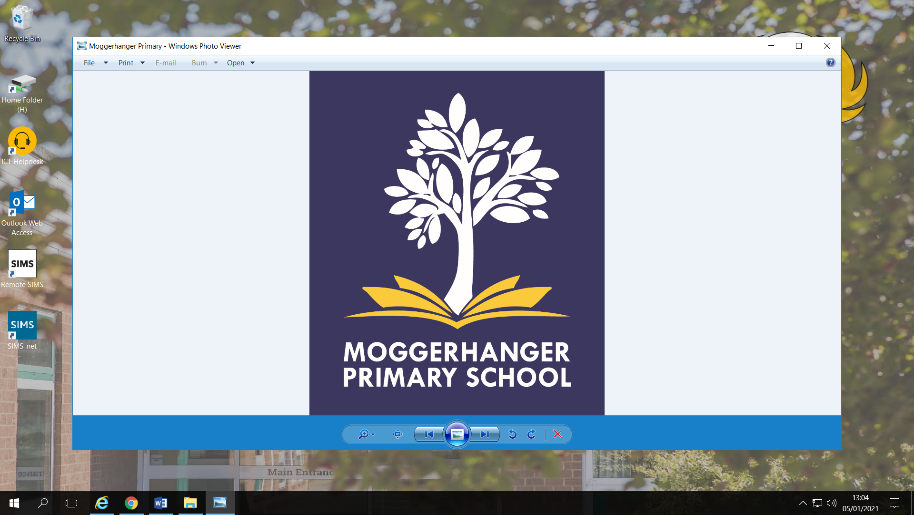 Recycle Bin
Home Folder
(H)
ICT Helpdesk
Outlook Web
Access
SIMS
Remote SIMS
SIMS
SIMS .net
Moggerhanger Primary - Windows Photo Viewer
File
Print
E-mail
Burn
Open
MOGGERHANGER
PRIMARY SCHOOL
Main Entrance
13:04
05/01/2021